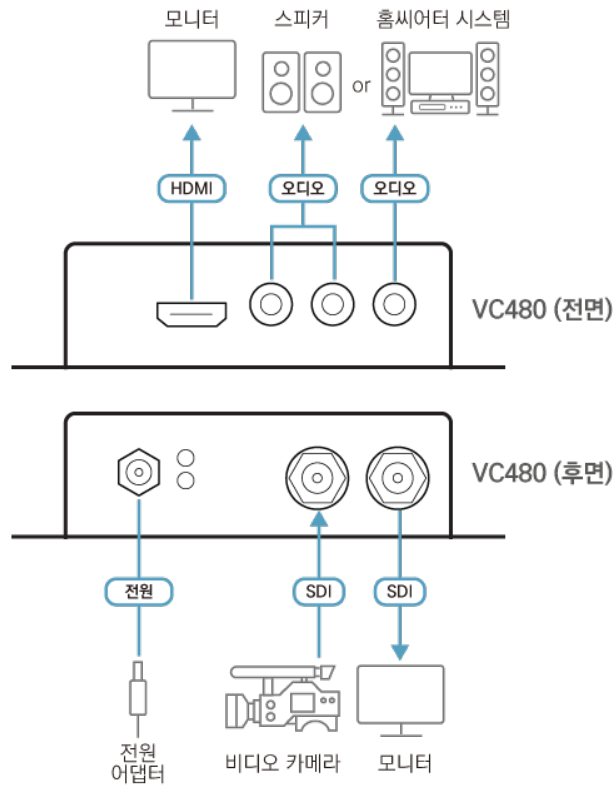 모니터
스피커
홈씨어터 시스템
or
HDMI
오디오
오디오
VC480 (전면)
VC480 (후면)
전원
SDI
SDI
전원
어댑터
비디오 카메라
모니터